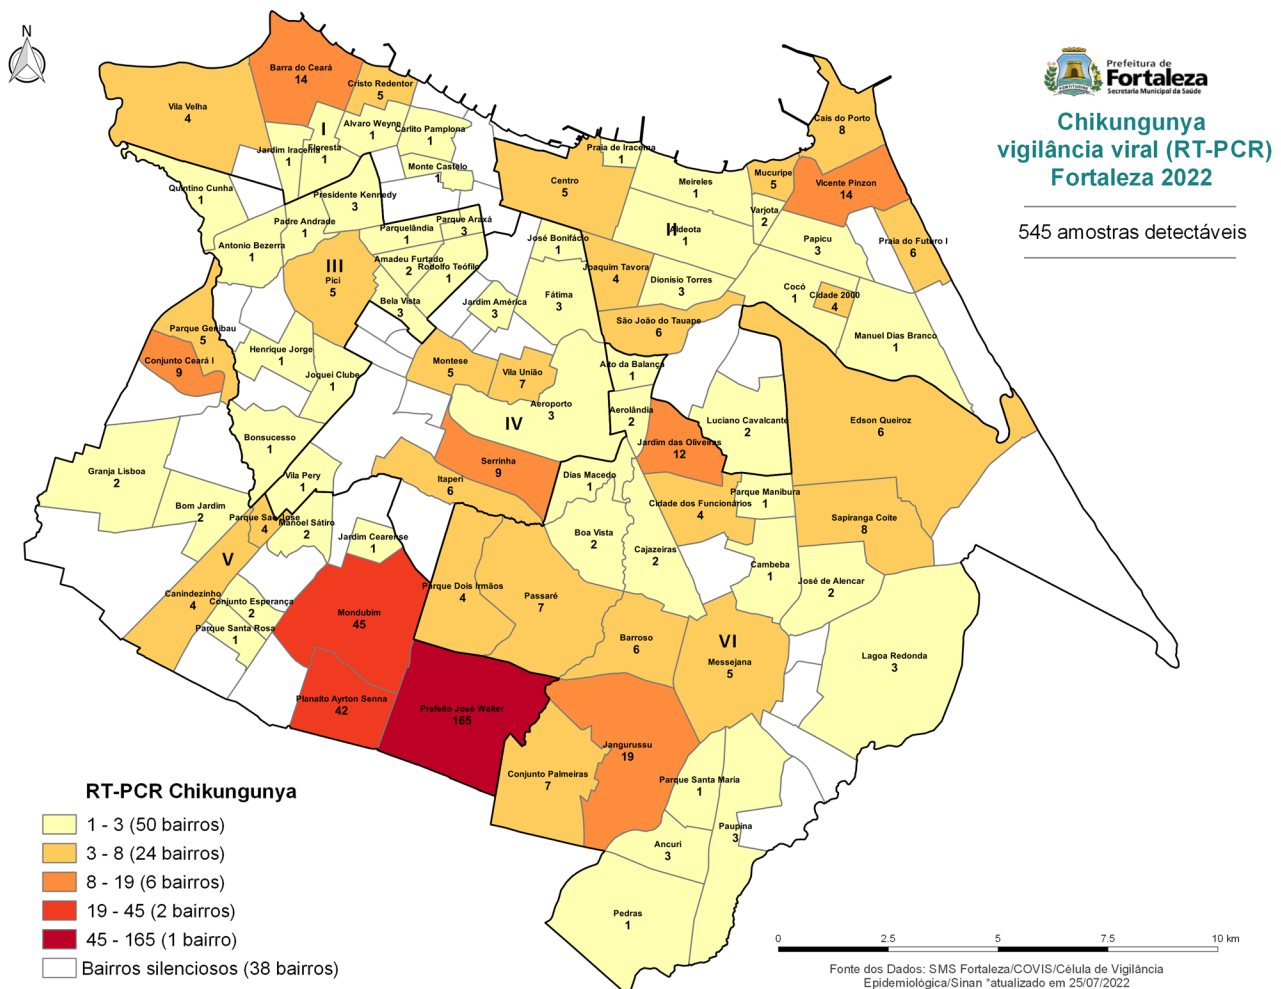 N
Prefeitura de
Fortaleza
Secretaria Municipal da Saúde
Chikungunya
vigilância viral (RT-PCR)
Fortaleza 2022
545 amostras detectáveis
Barra do Ceará
14
Cristo Redentor
5
Vila Velha
4
I
Alvaro Weyne
1
Carlito Pamplona
1
Jardim Iracema
1
Floresta
1
Monte Castelo
1
Quintino Cunha
1
Presidente Kennedy
3
Padre Andrade
1
Antonio Bezerra
1
Parquelândia
1
Parque Araxá
3
Amadeu Furtado
2
Rodolfo Teófilo
1
III
Pici
5
Bela Vista
3
Praia de Iracema
1
Centro
5
Meireles
1
Mucuripe
5
Cais do Porto
8
Vicente Pinzon
14
Varjota
2
II
Aldeota
1
Papicu
3
Praia do Futuro I
6
José Bonifácio
1
Joaquim Tavora
4
Dionísio Torres
3
Cocó
1
Cidade 2000
4
Jardim América
3
Fátima
3
São João do Tauape
6
Manuel Dias Branco
1
Parque Genibau
5
Conjunto Ceará I
9
Henrique Jorge
1
Joquei Clube
1
Montese
5
Vila União
7
Alto da Balança
1
Aeroporto
3
IV
Aerolândia
2
Luciano Cavalcante
2
Edson Queiroz
6
Jardim das Oliveiras
12
Bonsucesso
1
Serrinha
9
Granja Lisboa
2
Vila Pery
1
Itaperi
6
Dias Macedo
1
Parque Manibura
1
Bom Jardim
2
Parque Sao Jose
4
Manoel Sátiro
2
Cidade dos Funcionários
4
Sapiranga Coite
8
Jardim Cearense
1
Boa Vista
2
Cajazeiras
2
V
Cambeba
1
José de Alencar
2
Canindezinho
4
Conjunto Esperança
2
Parque Dois Irmãos
4
Passaré
7
Mondubim
45
Parque Santa Rosa
1
Barroso
6
VI
Messejana
5
Lagoa Redonda
3
Planalto Ayrton Senna
42
Prefeito José Walter
165
Jangurussu
19
Conjunto Palmeiras
7
Parque Santa Maria
1
Paupina
3
Ancuri
3
Pedras
1
RT-PCR Chikungunya
1 - 3 (50 bairros)
3 - 8 (24 bairros)
8 - 19 (6 bairros)
19 - 45 (2 bairros)
45 - 165 (1 bairro)
Bairros silenciosos (38 bairros)
0 2.5 5 7.5 10 km
Fonte dos Dados: SMS Fortaleza/COVIS/Célula de Vigilância
Epidemiológica/Sinan *atualizado em 25/07/2022